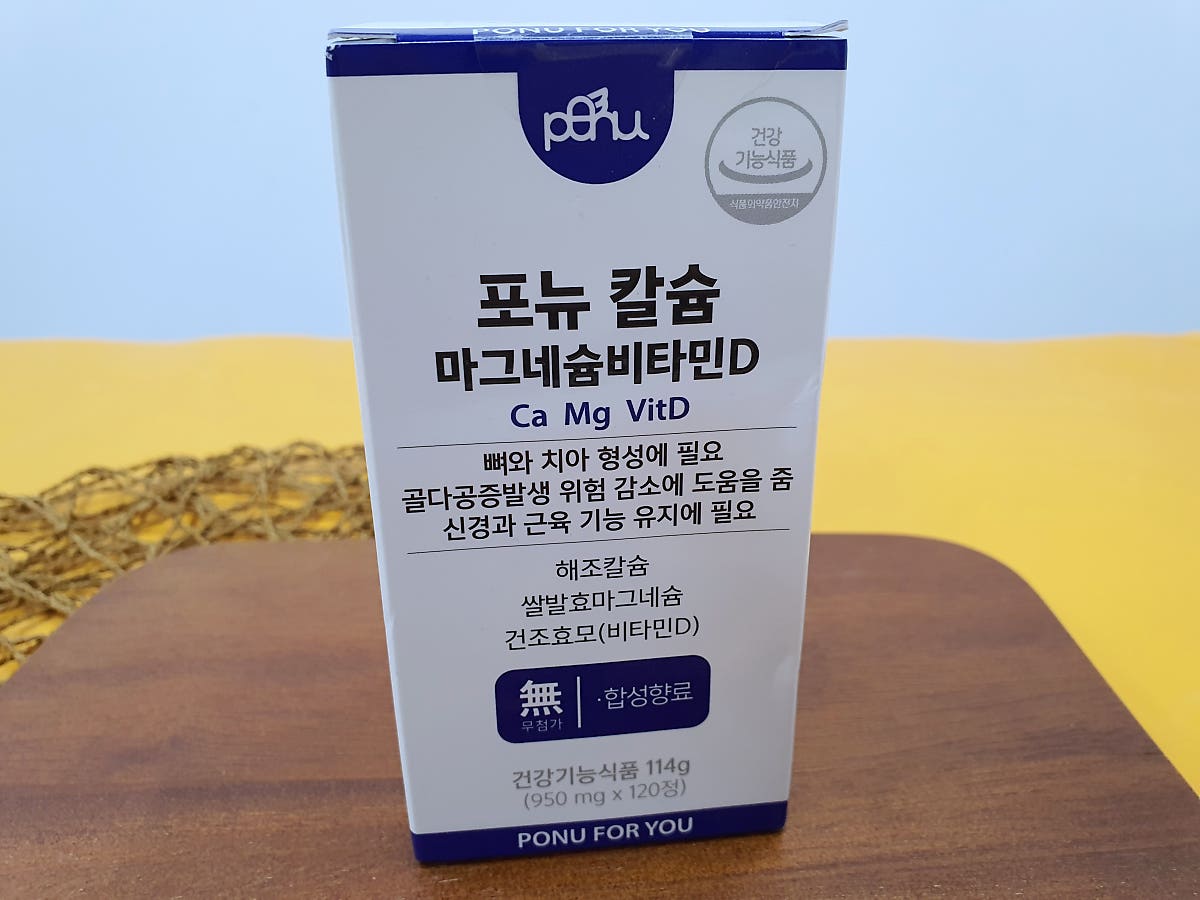 PONU FOR YOU
ponu
건강
기능식품
식품의약품안전처
포뉴 칼슘
마그네슘비타민D
Ca Mg VitD
뼈와 치아 형성에 필요
골다공증발생 위험 감소에 도움을 줌
신경과 근육 기능 유지에 필요
해조칼슘
쌀발효마그네슘
건조효모(비타민D)
無
무첨가
·합성향료
건강기능식품 114g
(950 mg x 120정)
PONU FOR YOU